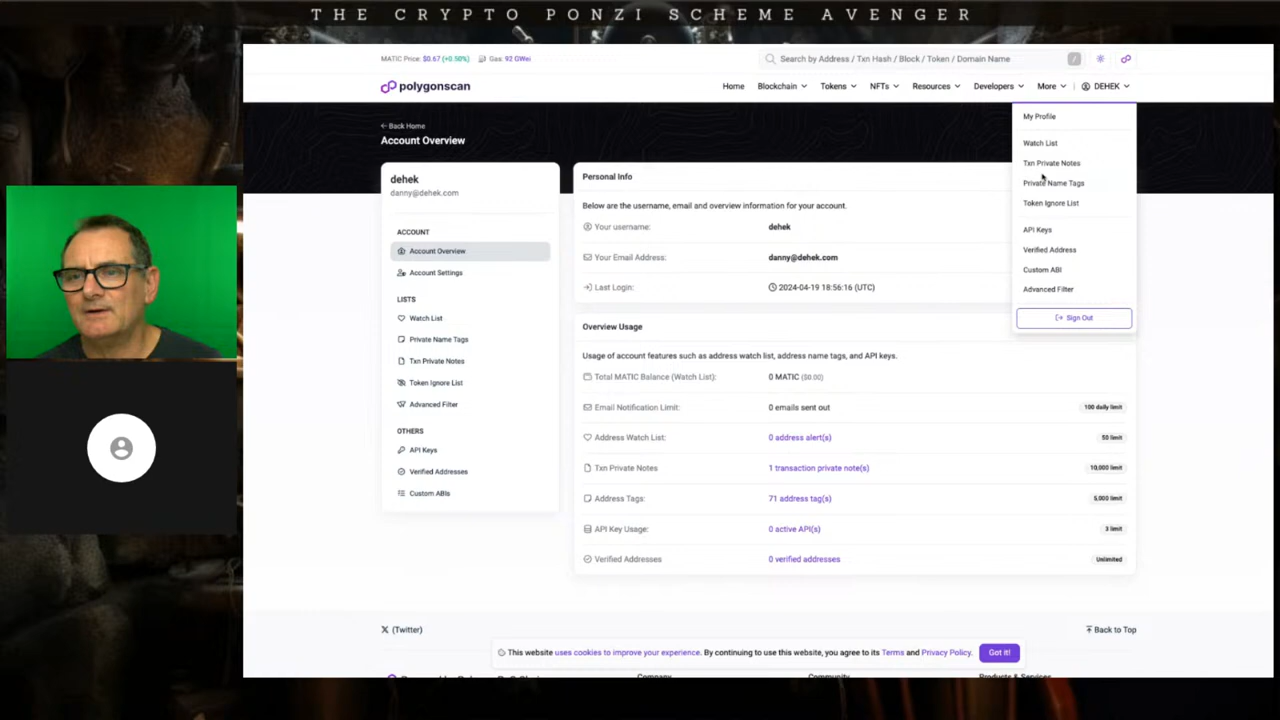 THE CRYPTO PONZI SCHEME AVENGER
MATIC Price: $0.67 (+0.50%) Gas: 92 GWei
Search by Address / Txn Hash / Block / Token / Domain Name /
polygonscan
Home Blockchain Tokens NFTs Resources Developers More | DEHEK
Back Home
Account Overview
My Profile
Watch List
Txn Private Notes
Private Name Tags
Token Ignore List
API Keys
Verified Address
Custom ABI
Advanced Filter
Sign Out
dehek
danny@dehek.com
ACCOUNT
Account Overview
Account Settings
LISTS
Watch List
Private Name Tags
Txn Private Notes
Token Ignore List
Advanced Filter
OTHERS
API Keys
Verified Addresses
Custom ABIs
Personal Info
Below are the username, email and overview information for your account.
Your username: dehek
Your Email Address: danny@dehek.com
Last Login: 2024-04-19 18:56:16 (UTC)
Overview Usage
Usage of account features such as address watch list, address name tags, and API keys.
Total MATIC Balance (Watch List): 0 MATIC ($0.00)
Email Notification Limit: 0 emails sent out 100 daily limit
Address Watch List: 0 address alert(s) 50 limit
Txn Private Notes 1 transaction private note(s) 10,000 limit
Address Tags: 71 address tag(s) 5,000 limit
API Key Usage: 0 active API(s) 3 limit
Verified Addresses 0 verified addresses Unlimited
X (Twitter) Back to Top
This website uses cookies to improve your experience. By continuing to use this website, you agree to its Terms and Privacy Policy. Got it!
Company Community Products & Services